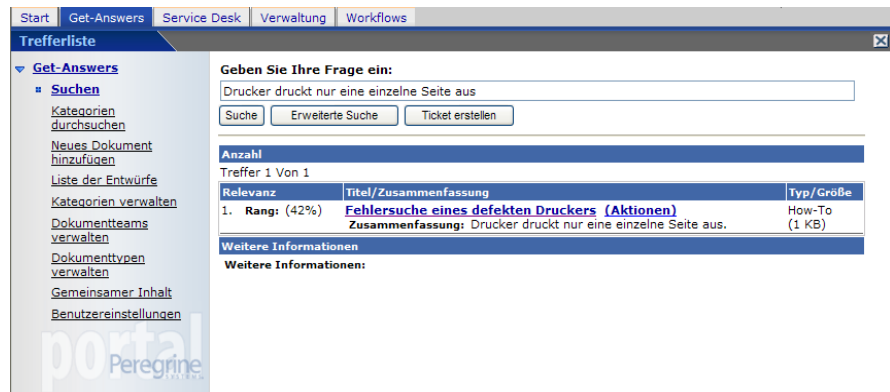 Start Get-Answers Service Desk Verwaltung Workflows
Trefferliste
Get-Answers
Suchen
Kategorien
durchsuchen
Neues Dokument
hinzufügen
Liste der Entwürfe
Kategorien verwalten
Dokumentteams
verwalten
Dokumenttypen
verwalten
Gemeinsamer Inhalt
Benutzereinstellungen
portal
Peregrine
Geben Sie Ihre Frage ein:
Drucker druckt nur eine einzelne Seite aus
Suche Erweiterte Suche Ticket erstellen
Anzahl
Treffer 1 Von 1
Relevanz Titel/Zusammenfassung Typ/Größe
1. Rang: (42%) Fehlersuche eines defekten Druckers (Aktionen) How-To
Zusammenfassung: Drucker druckt nur eine einzelne Seite aus. (1 KB)
Weitere Informationen
Weitere Informationen: